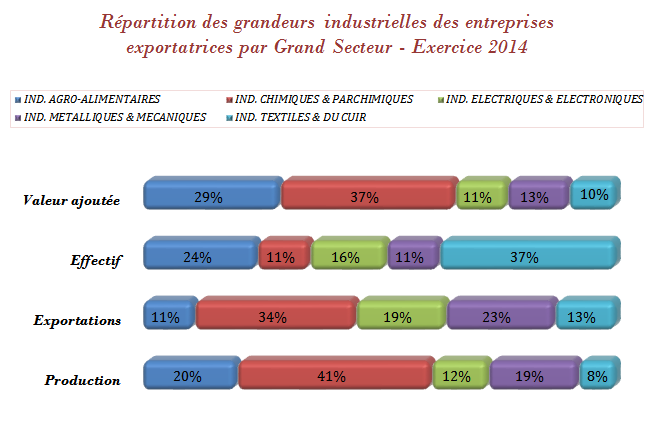 Répartition des grandeurs industrielles des entreprises
exportatrices par Grand Secteur - Exercice 2014
IND. AGRO-ALIMENTAIRES IND. CHIMIQUES & PARCHIMIQUES IND. ELECTRIQUES & ELECTRONIQUES
IND. METALLIQUES & MECANIQUES IND. TEXTILES & DU CUIR
Valeur ajoutée 29% 37% 11% 13% 10%
Effectif 24% 11% 16% 11% 37%
Exportations 11% 34% 19% 23% 13%
Production 20% 41% 12% 19% 8%